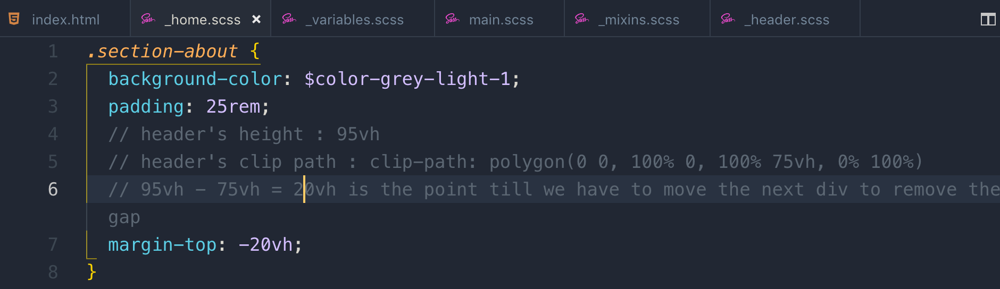 index.html _home.scss × _variables.scss main.scss _mixins.scss _header.scss
1 .section-about {
2 background-color: $color-grey-light-1;
3 padding: 25rem;
4 // header's height : 95vh
5 // header's clip path : clip-path: polygon(0 0, 100% 0, 100% 75vh, 0% 100%)
6 // 95vh - 75vh = 20vh is the point till we have to move the next div to remove the
gap
7 margin-top: -20vh;
8 }